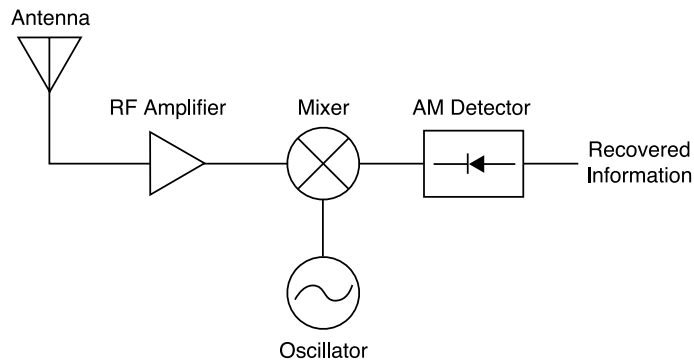 Antenna
RF Amplifier
Mixer
AM Detector
Recovered
Information
Oscillator